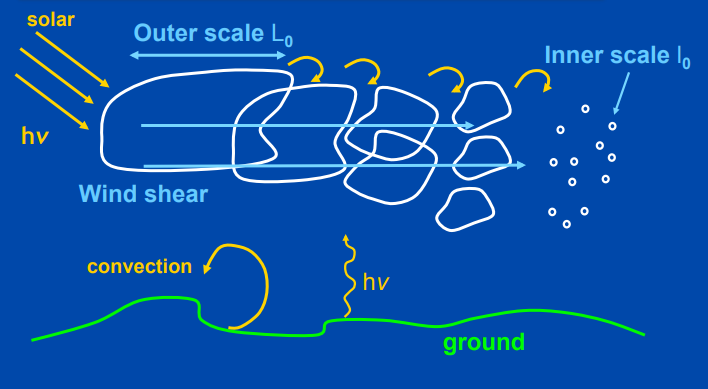 solar
Outer scale L₀
Inner scale l₀
hν
Wind shear
convection
hν
ground